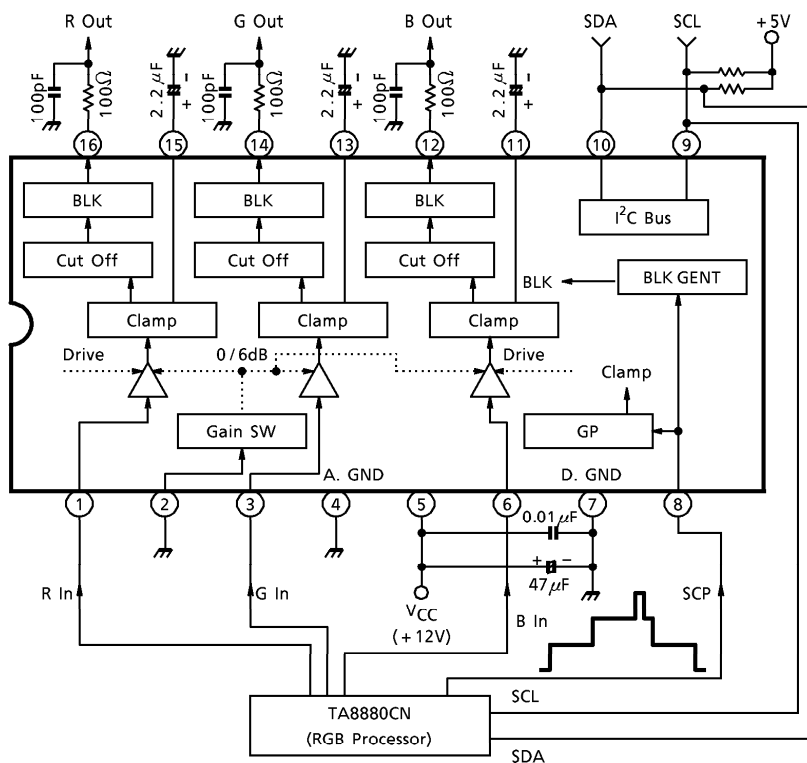 R Out G Out B Out SDA SCL +5V
100pF 100Ω 2.2μF - + 100pF 100Ω 2.2μF - + 100pF 100Ω 2.2μF - +
16 15 14 13 12 11 10 9
BLK BLK BLK I²C Bus
Cut Off Cut Off Cut Off BLK BLK GENT
Clamp Clamp Clamp
Drive 0/6dB Drive
Clamp
Gain SW GP
A. GND D. GND
1 2 3 4 5 6 7 8
0.01μF
+ -
47μF
R In G In SCP
VCC
(+12V)
B In
TA8880CN
(RGB Processor)
SCL
SDA